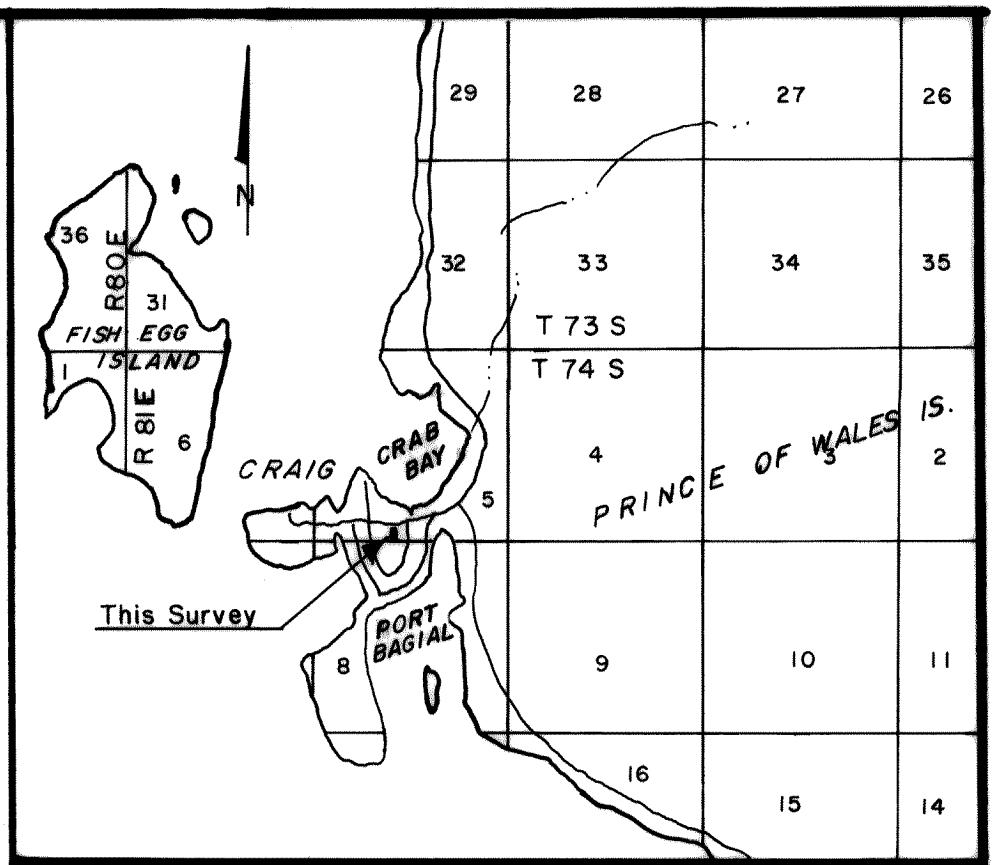 29 28 27 26
N
36 R80E
32 33 34 35
31
FISH EGG
ISLAND
T 73 S
T 74 S
1 R 81E 6
CRAIG
CRAB
BAY
PRINCE OF WALES IS.
4 3 2
5
This Survey
PORT
BAGIAL
8 9 10 11
16 15 14